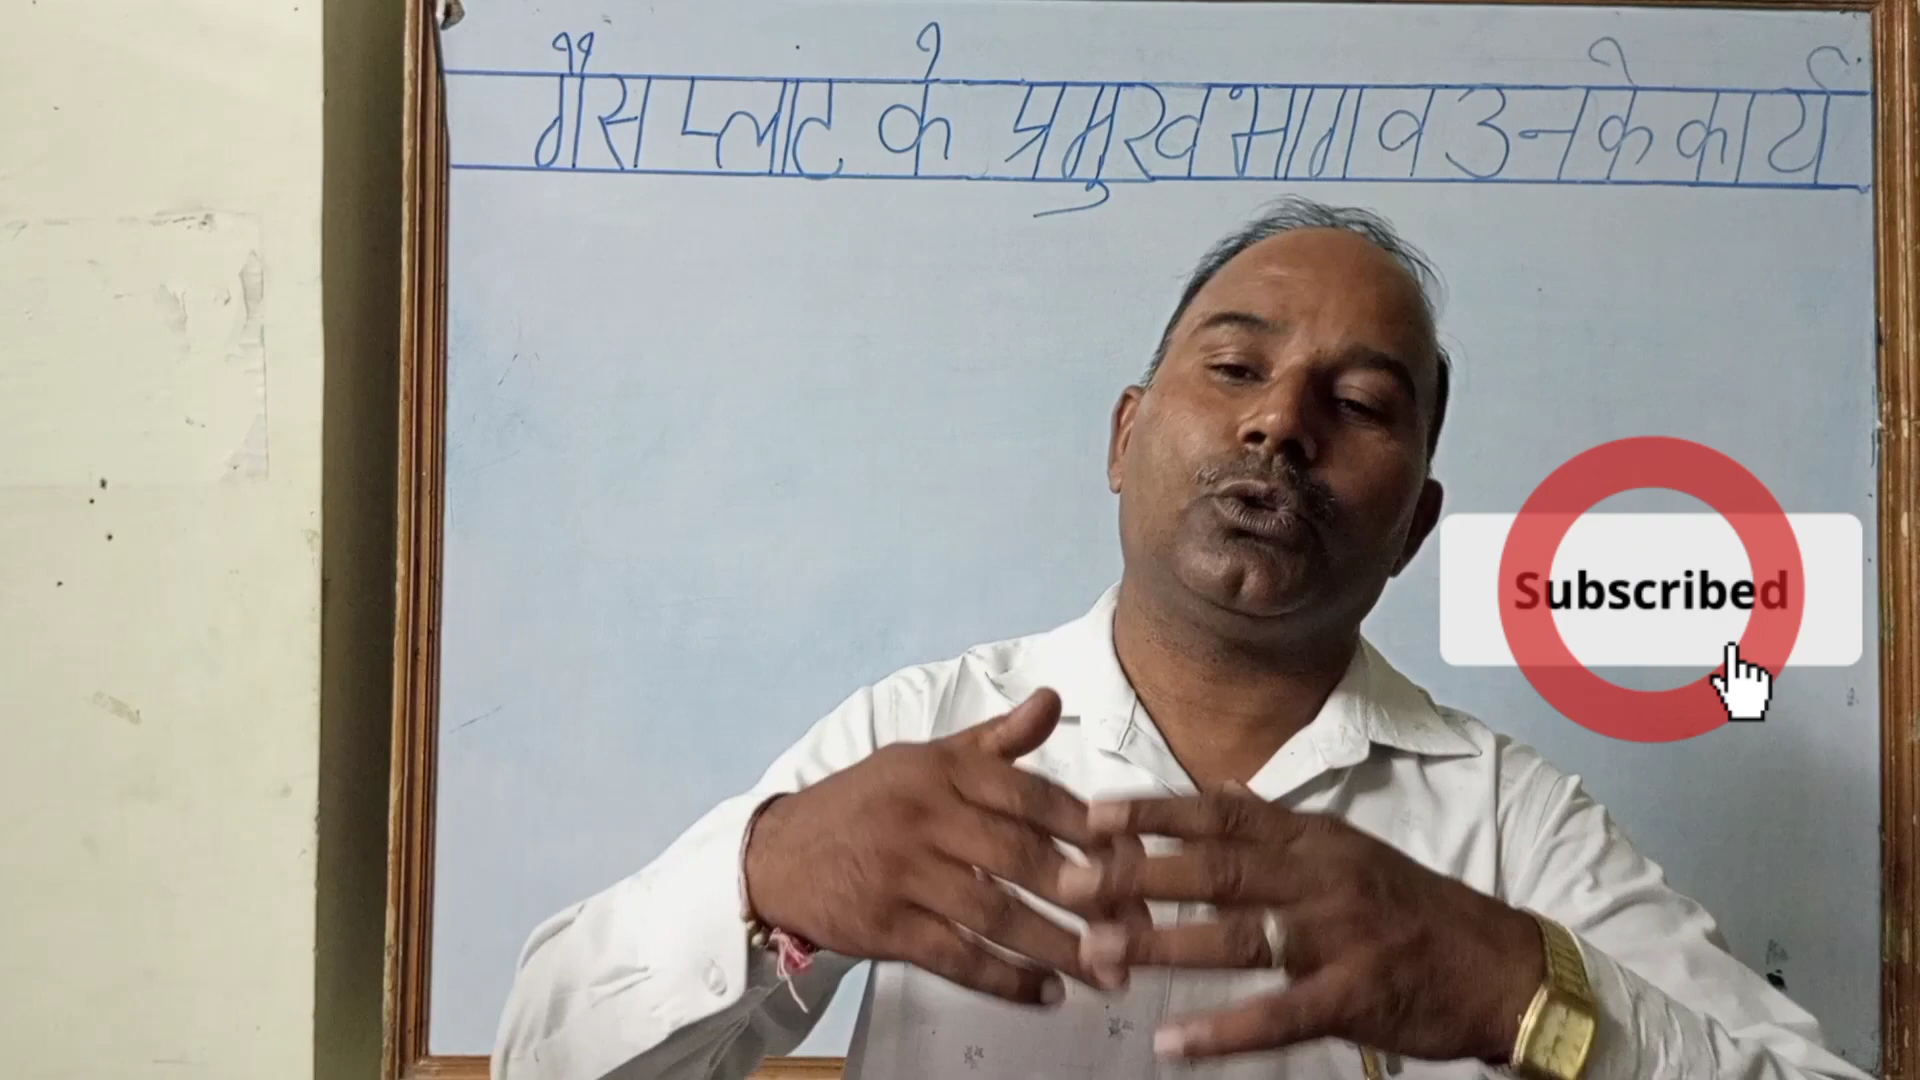 गैस प्लाट के प्रमुख भाग व उनके कार्य
Subscribed